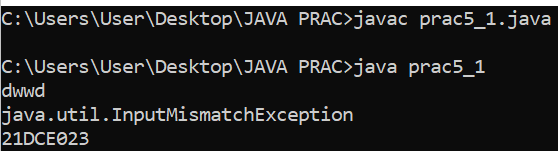 C:\Users\User\Desktop\JAVA PRAC>javac prac5_1.java
C:\Users\User\Desktop\JAVA PRAC>java prac5_1
dwwd
java.util.InputMismatchException
21DCE023